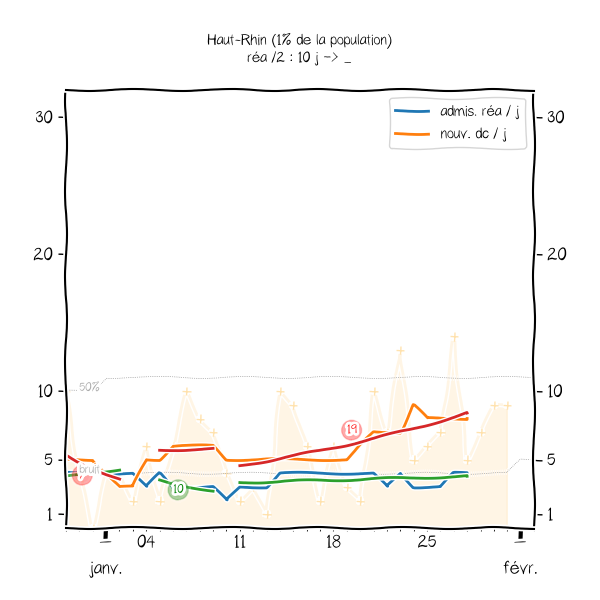 Haut-Rhin (1% de la population)
réa /2 : 10 j -> _
admis. réa / j
nouv. dc / j
30 30
20 20
10 10
50%
19
5 5
bruit
10
1 1
04 11 18 25
janv. févr.